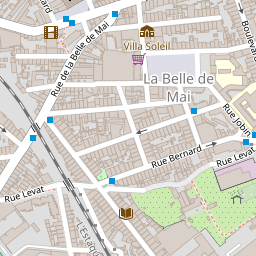 Villa Soleil
Boulevard
Rue de la Belle de Mai
La Belle de
Mai
Rue Jobin
Rue Bernard
Rue Levat
Rue Levat
l'Estaque